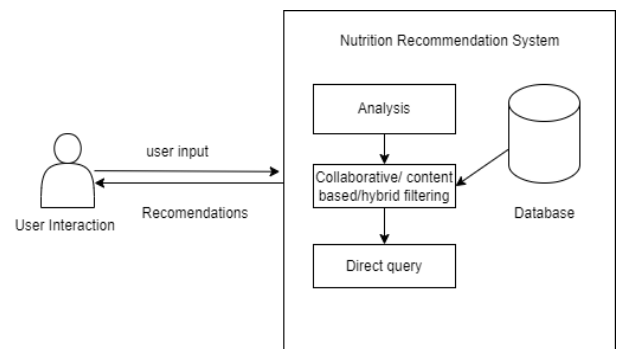 Nutrition Recommendation System
Analysis
user input
Collaborative/ content
based/hybrid filtering
Recomendations
Database
User Interaction
Direct query